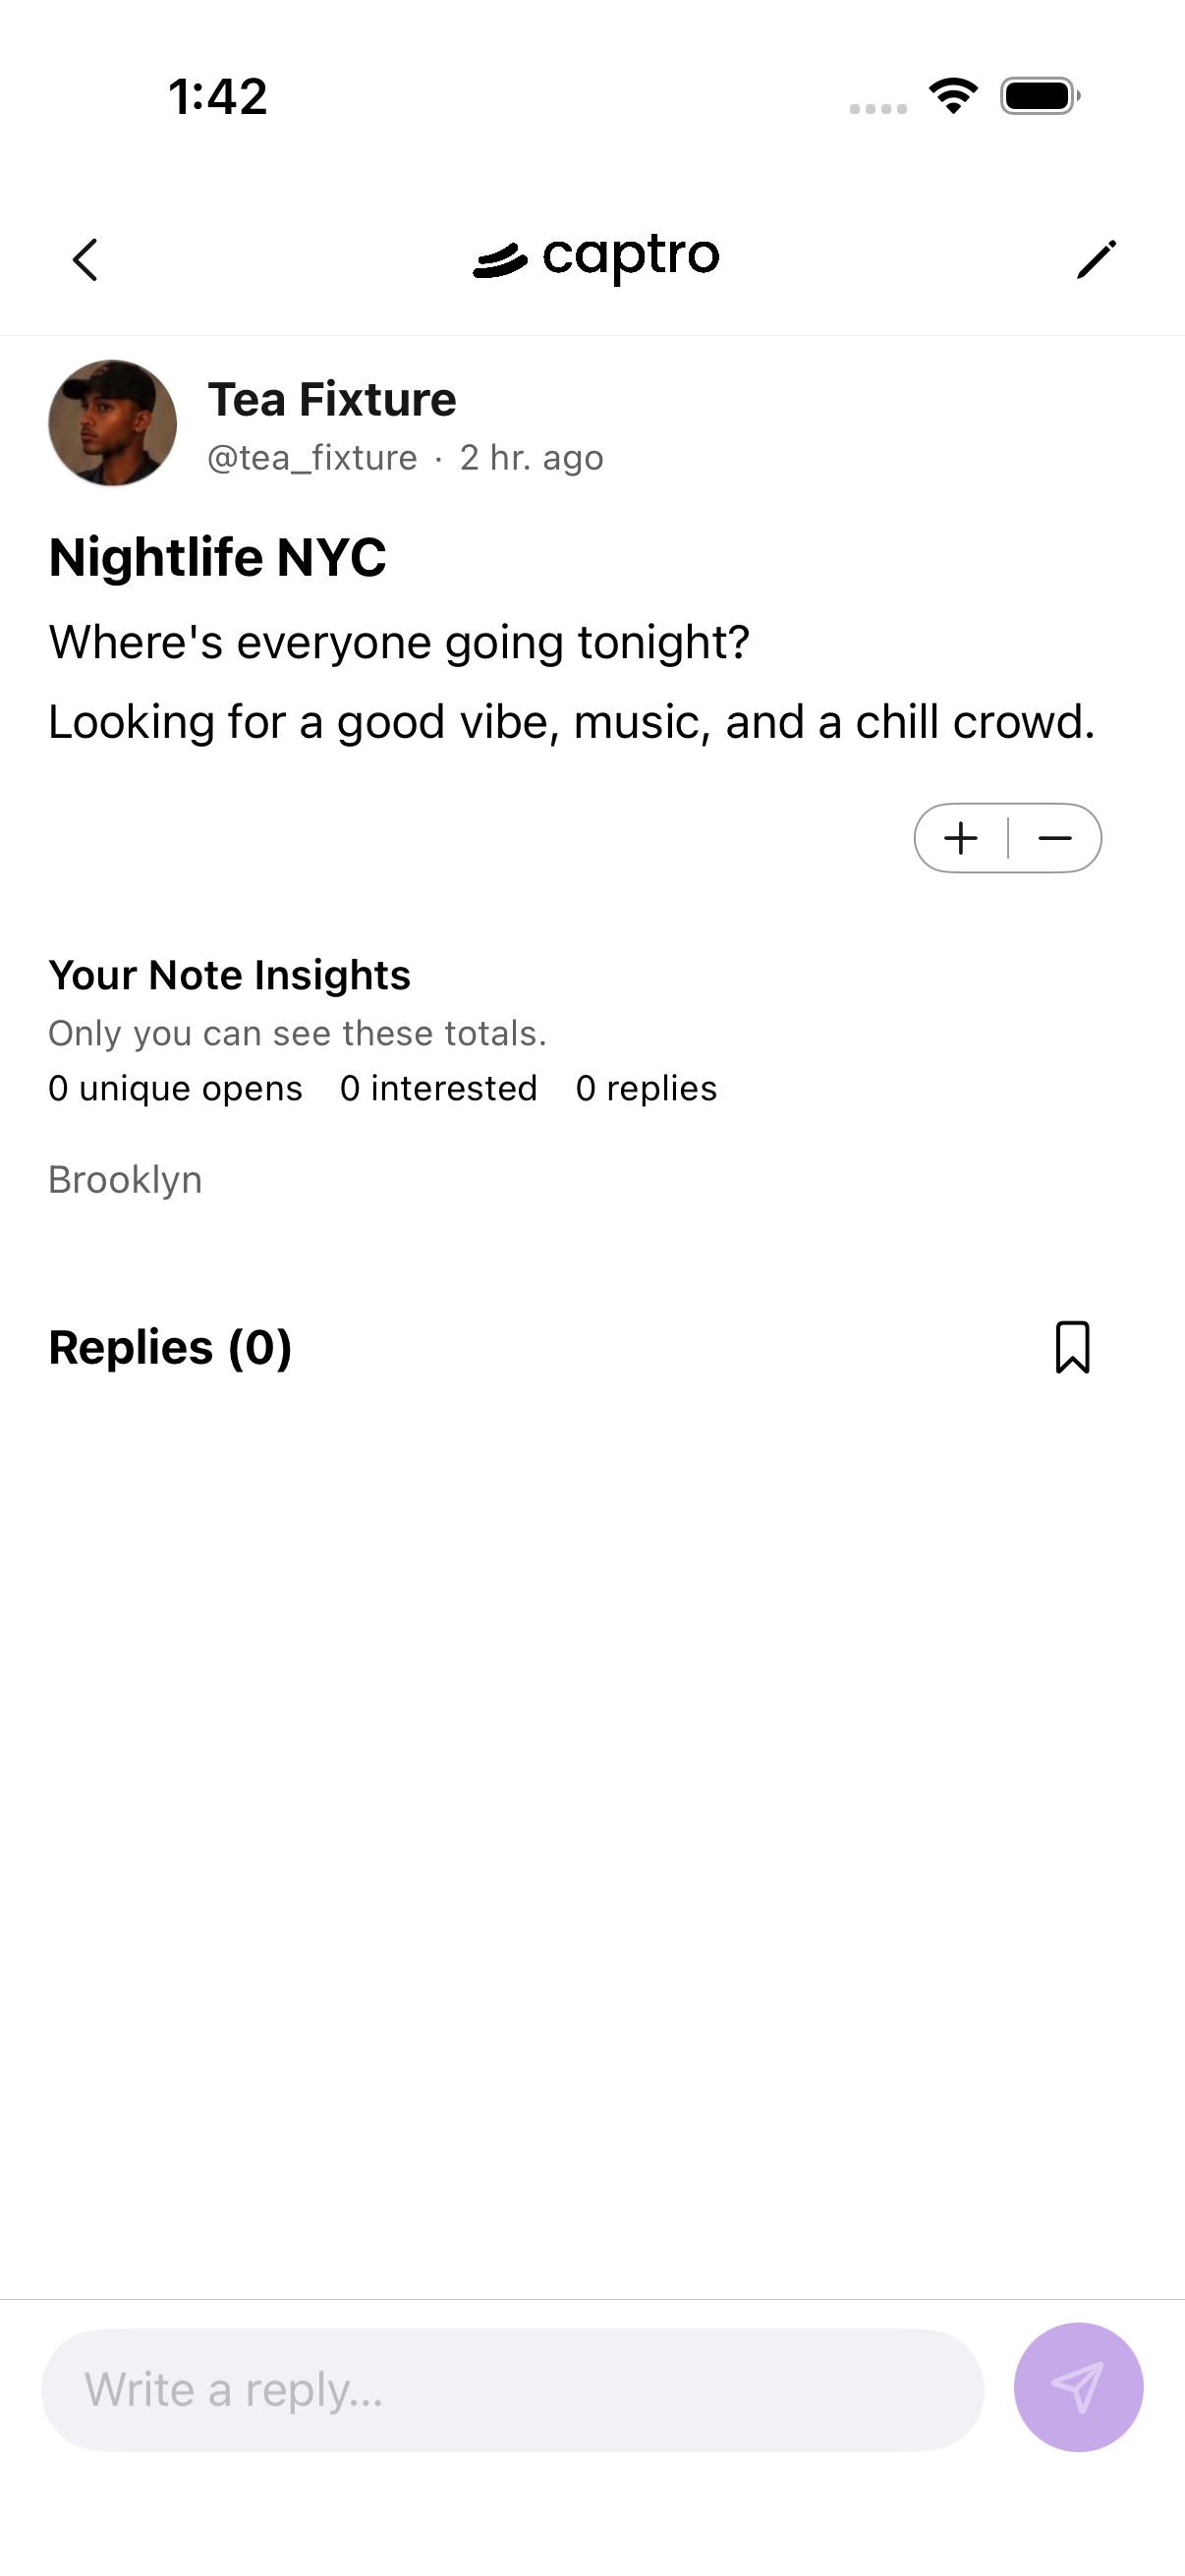 1:42
captro
Tea Fixture
@tea_fixture · 2 hr. ago
Nightlife NYC
Where's everyone going tonight?
Looking for a good vibe, music, and a chill crowd.
Your Note Insights
Only you can see these totals.
0 unique opens 0 interested 0 replies
Brooklyn
Replies (0)
Write a reply...